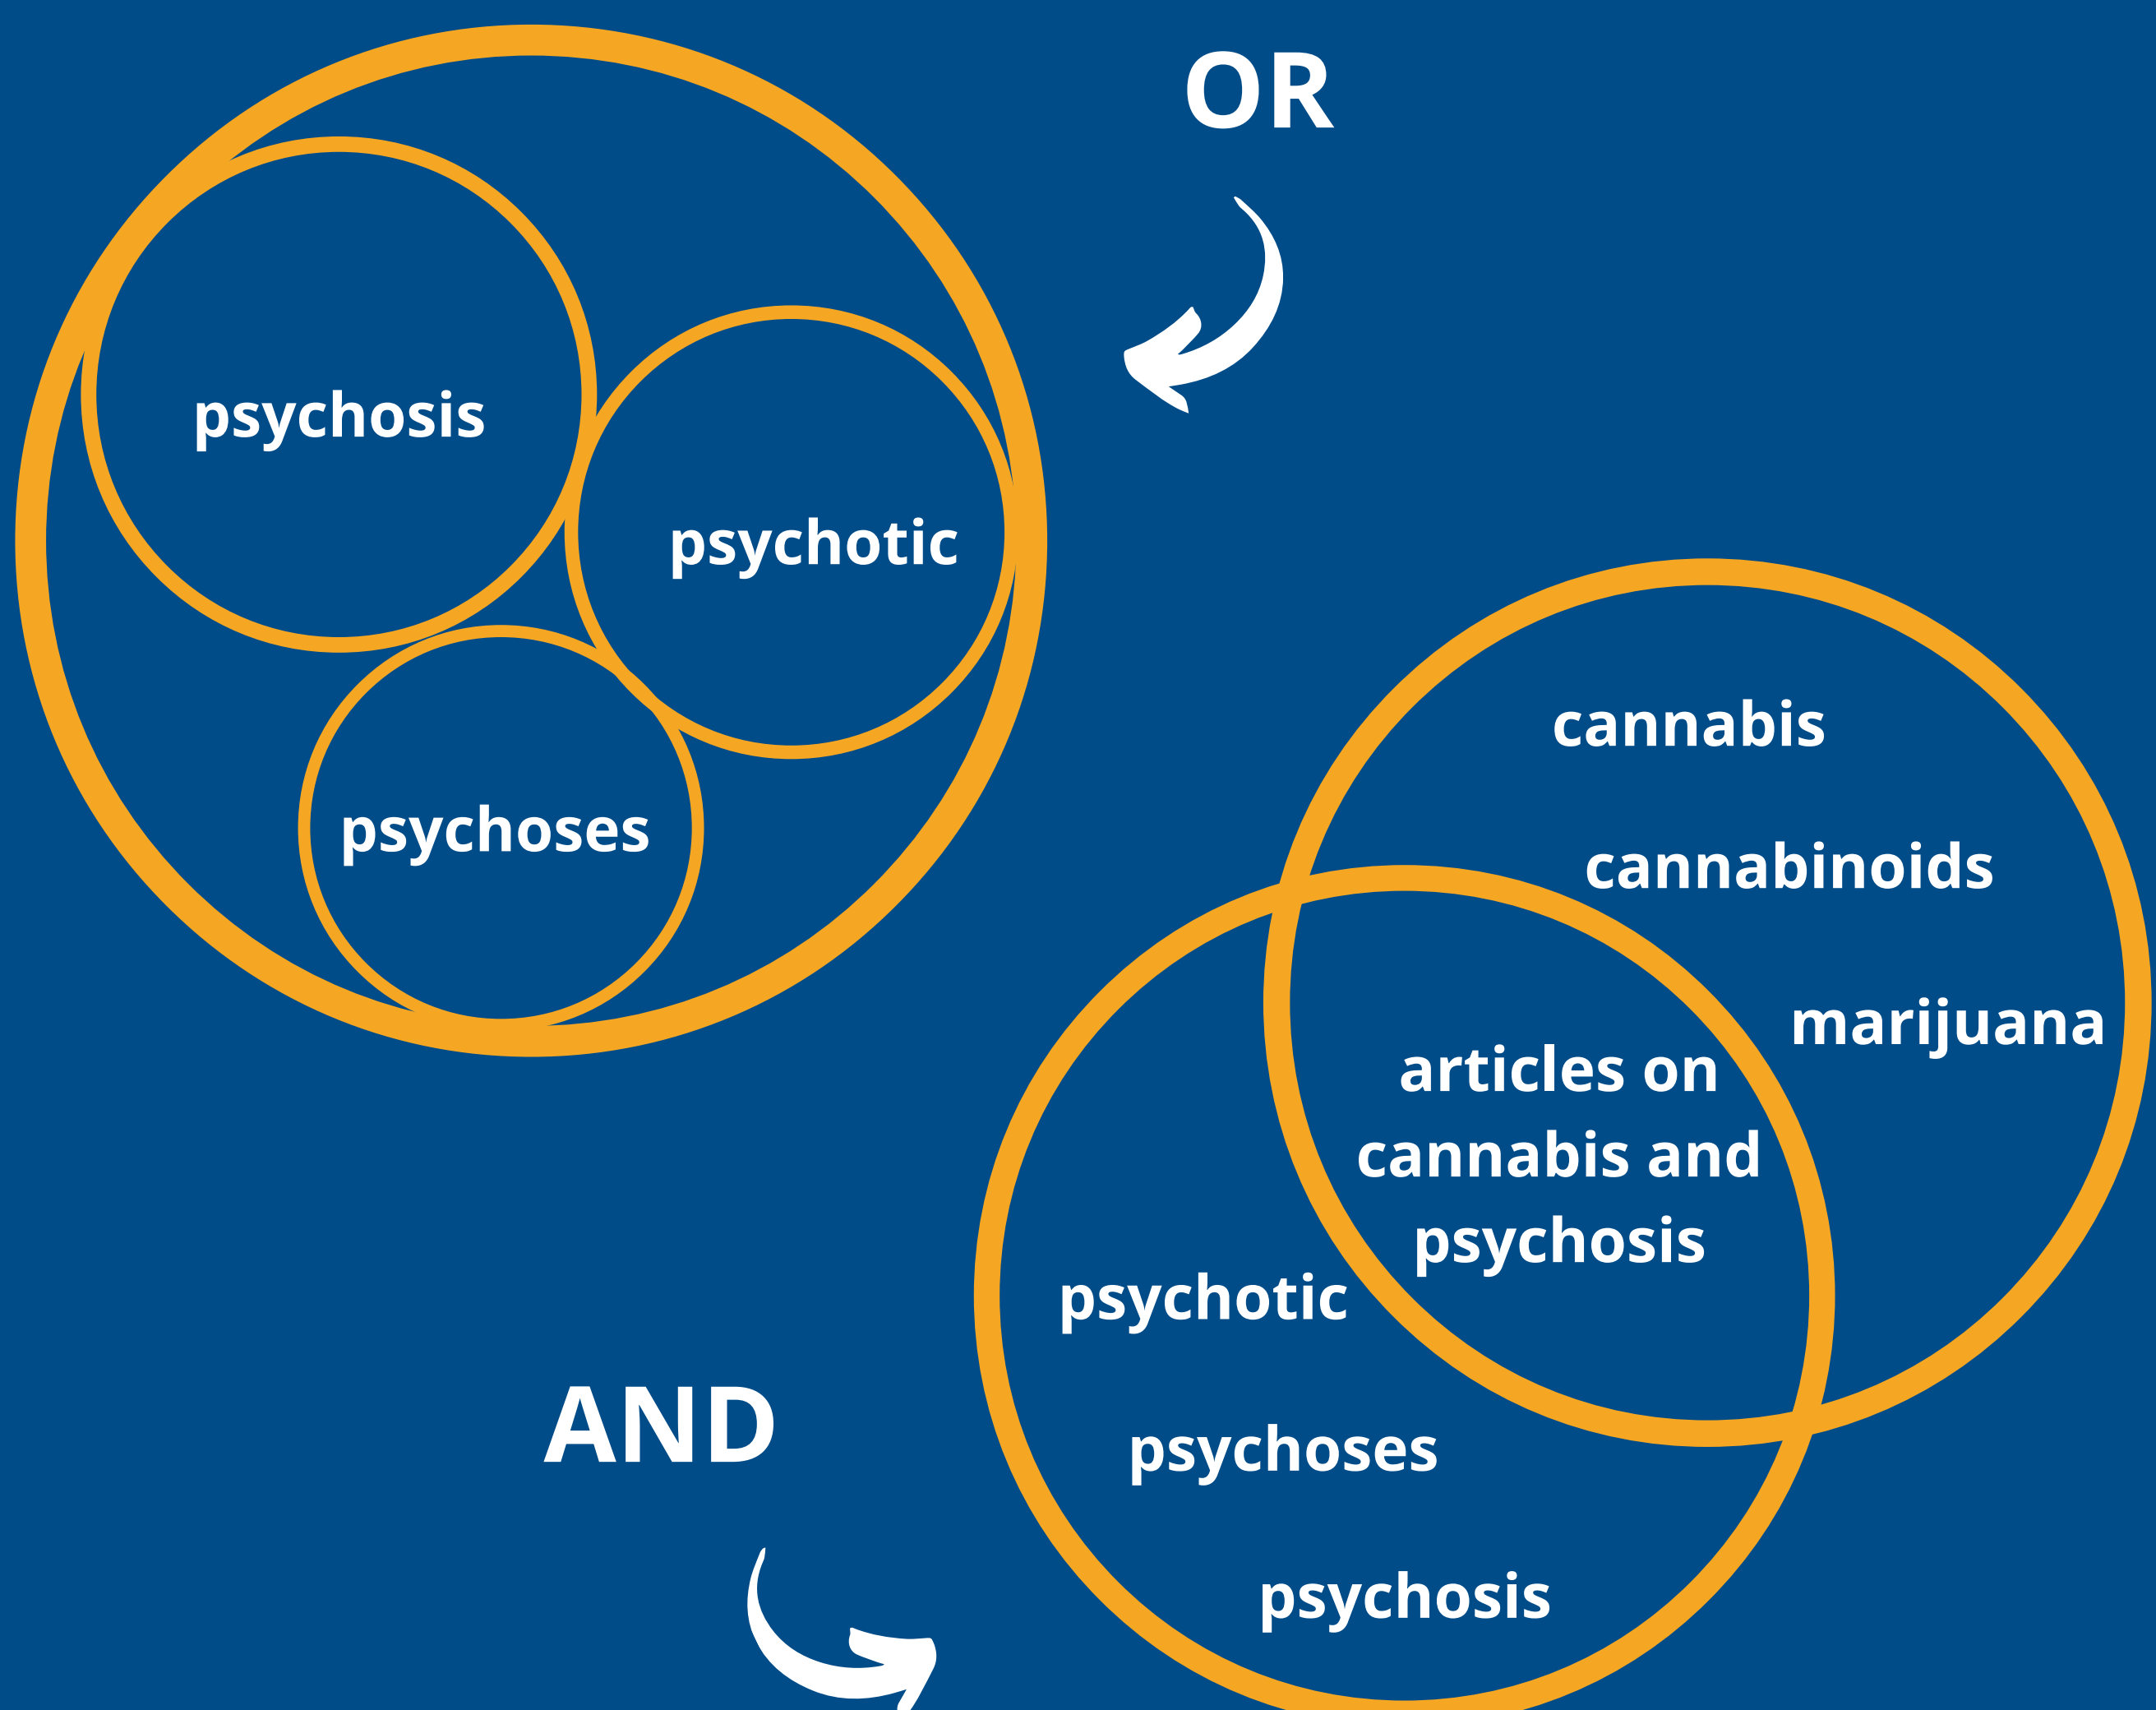 OR
psychosis
psychotic
psychoses
cannabis
cannabinoids
marijuana
articles on
cannabis and
psychosis
psychotic
psychoses
psychosis
AND